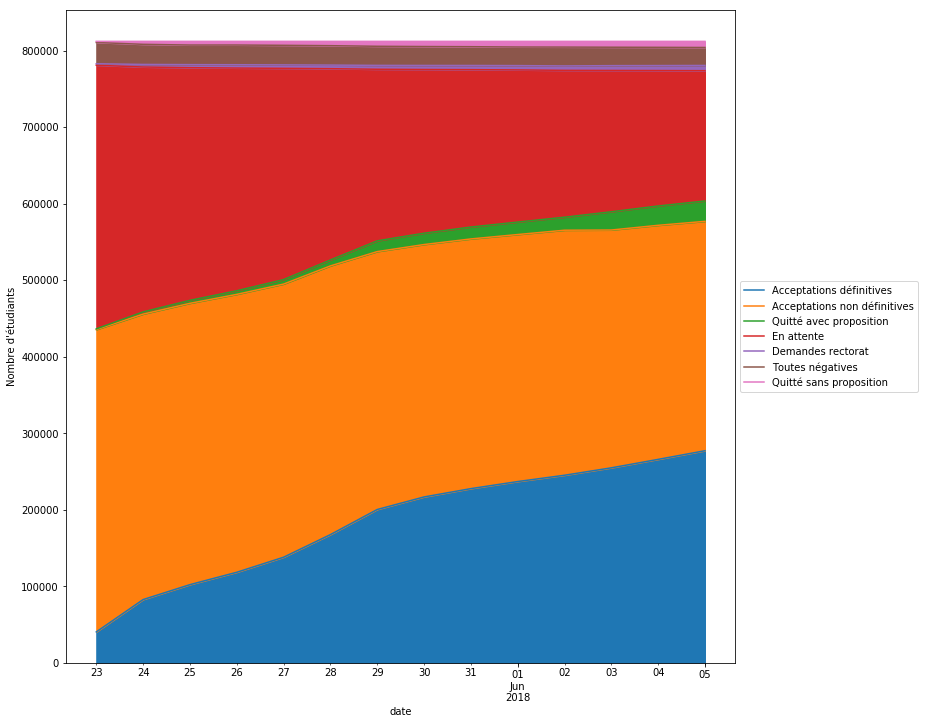 800000
700000
600000
500000
400000
300000
200000
100000
0
Nombre d'étudiants
23 24 25 26 27 28 29 30 31 01 02 03 04 05
Jun
2018
date
Acceptations définitives
Acceptations non définitives
Quitté avec proposition
En attente
Demandes rectorat
Toutes négatives
Quitté sans proposition